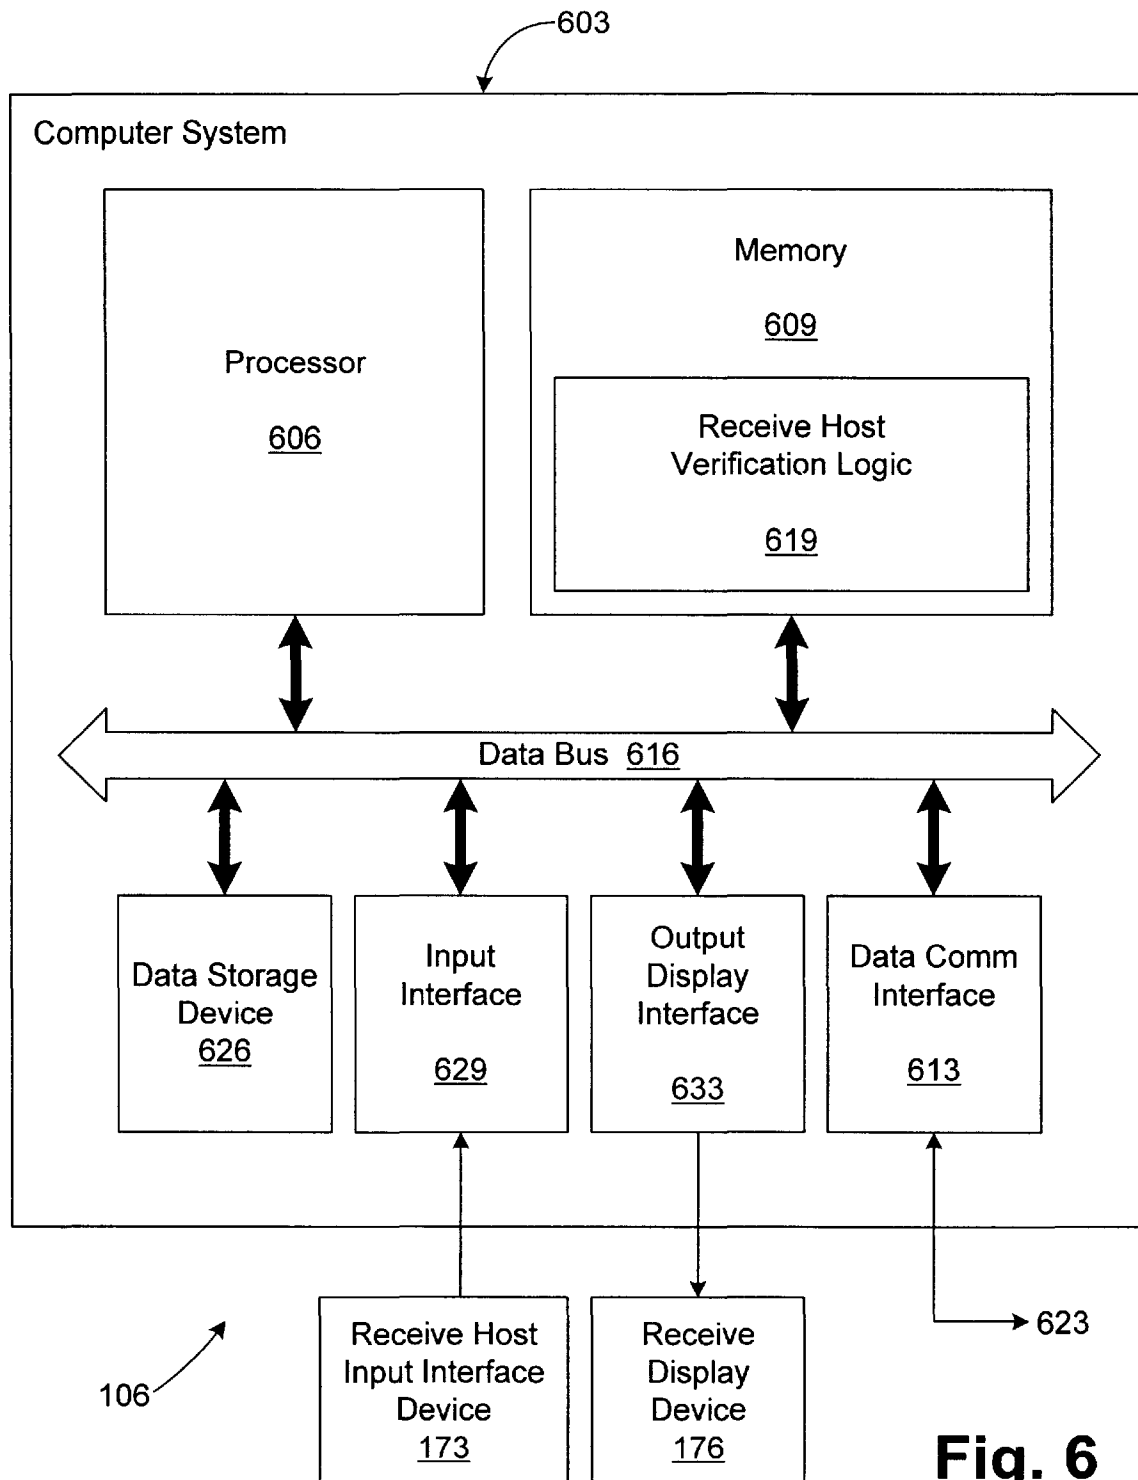 603
Computer System
Processor
606
Memory
609
Receive Host
Verification Logic
619
Data Bus 616
Data Storage
Device
626
Input
Interface
629
Output
Display
Interface
633
Data Comm
Interface
613
623
106
Receive Host
Input Interface
Device
173
Receive
Display
Device
176
Fig. 6